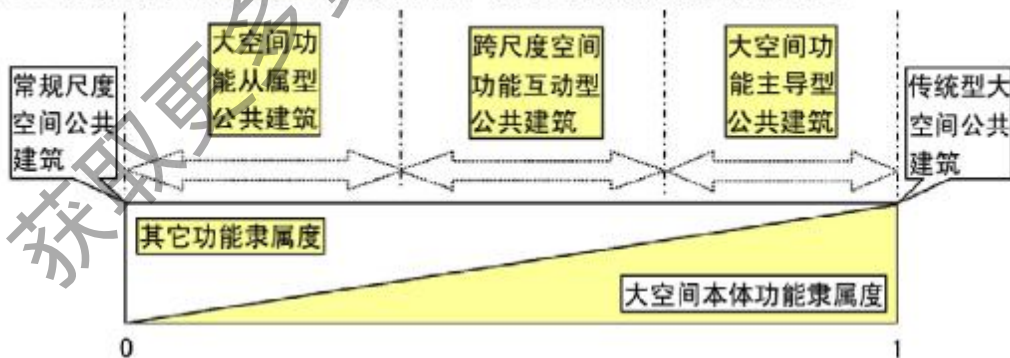 常规尺度
空间公共
建筑
大空间功
能从属型
公共建筑
跨尺度空间
功能互动型
公共建筑
大空间功
能主导型
公共建筑
传统型大
空间公共
建筑
其它功能隶属度
大空间本体功能隶属度
0
1
获取更多